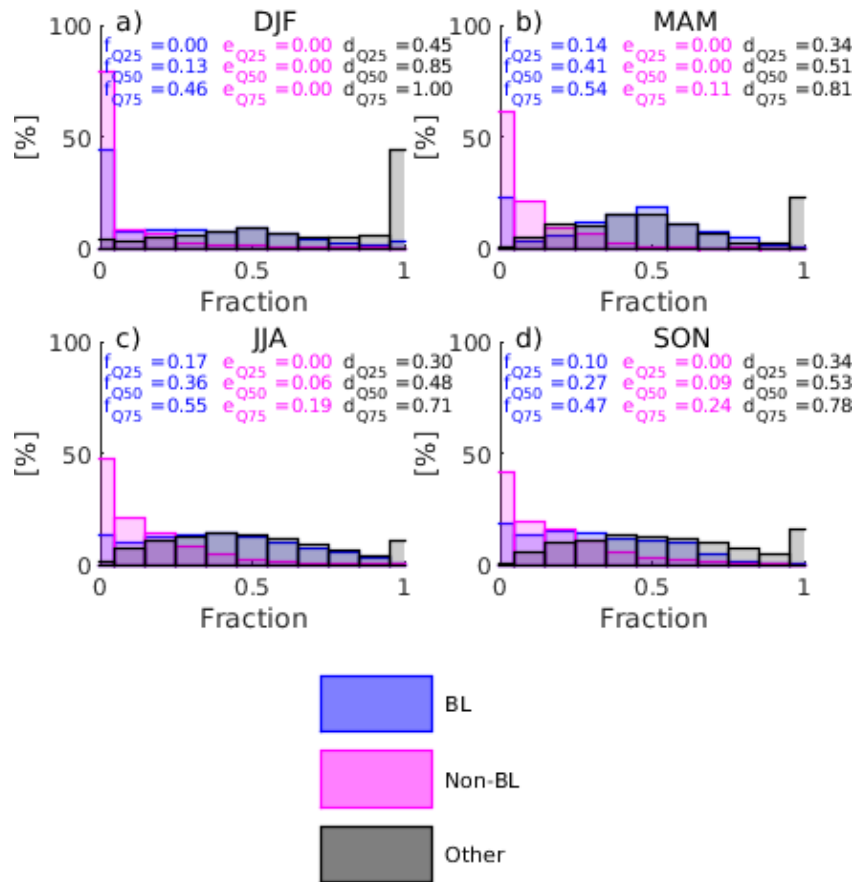 a) DJF
f_Q25 =0.00 e_Q25 =0.00 d_Q25 =0.45
f_Q50 =0.13 e_Q50 =0.00 d_Q50 =0.85
f_Q75 =0.46 e_Q75 =0.00 d_Q75 =1.00
100
50
0
[%]
0 0.5 1
Fraction
b) MAM
f_Q25 =0.14 e_Q25 =0.00 d_Q25 =0.34
f_Q50 =0.41 e_Q50 =0.00 d_Q50 =0.51
f_Q75 =0.54 e_Q75 =0.11 d_Q75 =0.81
100
50
0
[%]
0 0.5 1
Fraction
c) JJA
f_Q25 =0.17 e_Q25 =0.00 d_Q25 =0.30
f_Q50 =0.36 e_Q50 =0.06 d_Q50 =0.48
f_Q75 =0.55 e_Q75 =0.19 d_Q75 =0.71
100
50
0
[%]
0 0.5 1
Fraction
d) SON
f_Q25 =0.10 e_Q25 =0.00 d_Q25 =0.34
f_Q50 =0.27 e_Q50 =0.09 d_Q50 =0.53
f_Q75 =0.47 e_Q75 =0.24 d_Q75 =0.78
100
50
0
[%]
0 0.5 1
Fraction
BL
Non-BL
Other